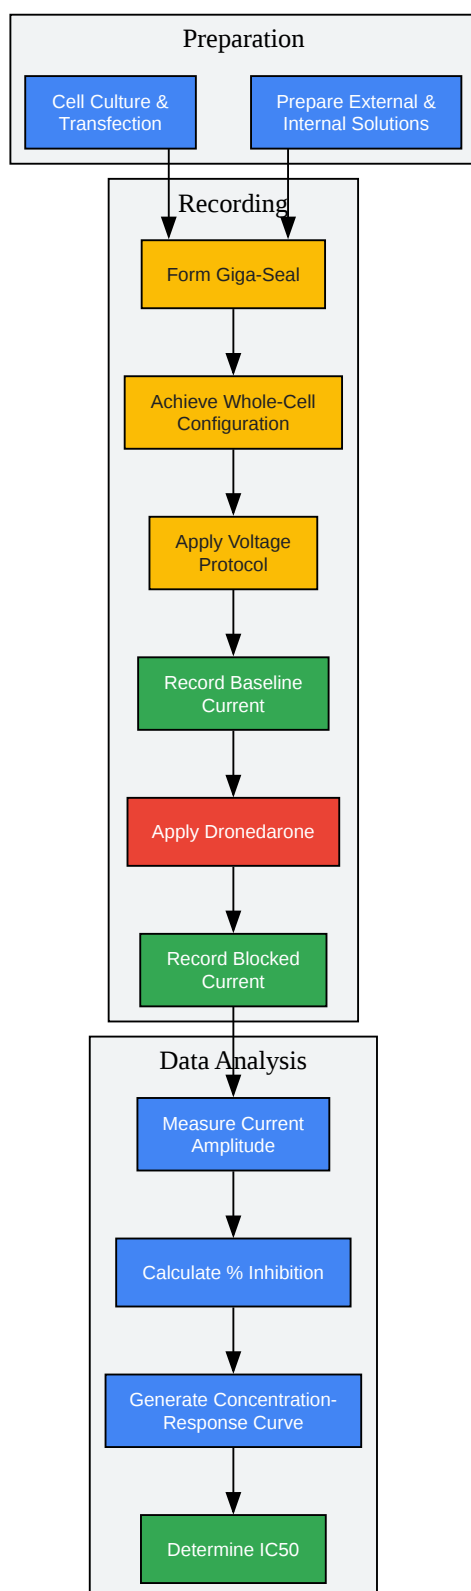 Preparation
Cell Culture &
Transfection
Prepare External &
Internal Solutions
Recording
Form Giga-Seal
Achieve Whole-Cell
Configuration
Apply Voltage
Protocol
Record Baseline
Current
Apply Dronedarone
Record Blocked
Current
Data Analysis
Measure Current
Amplitude
Calculate % Inhibition
Generate Concentration-
Response Curve
Determine IC50